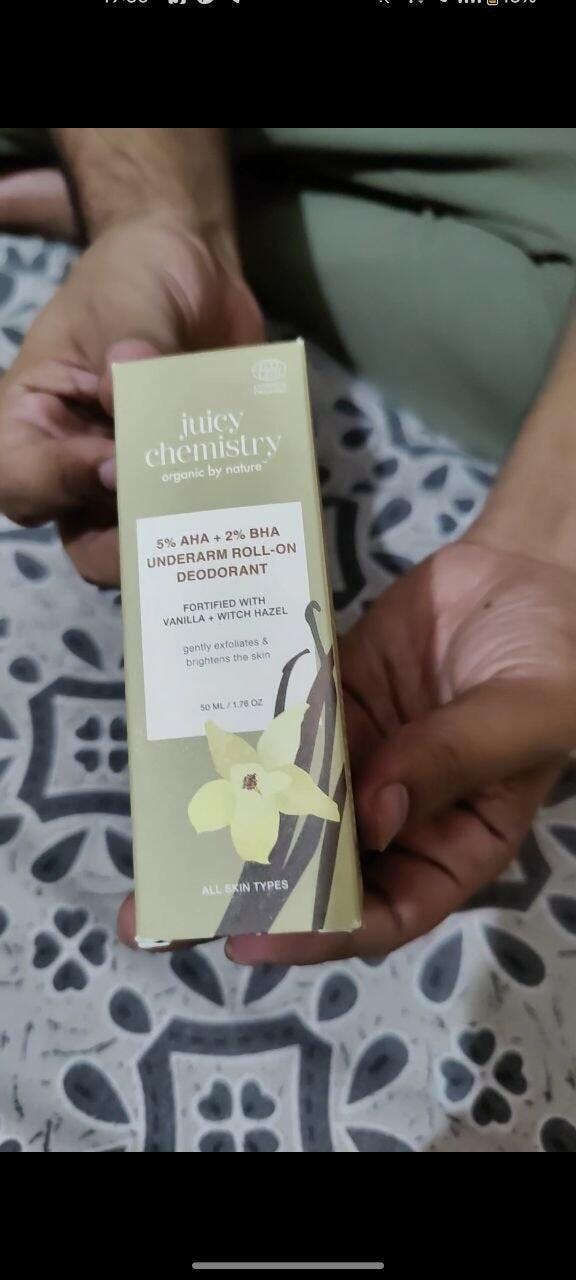 juicy
chemistry
organic by nature™
5% AHA + 2% BHA
UNDERARM ROLL-ON
DEODORANT
FORTIFIED WITH
VANILLA + WITCH HAZEL
gently exfoliates &
brightens the skin
50 ML / 1.76 OZ
ALL SKIN TYPES